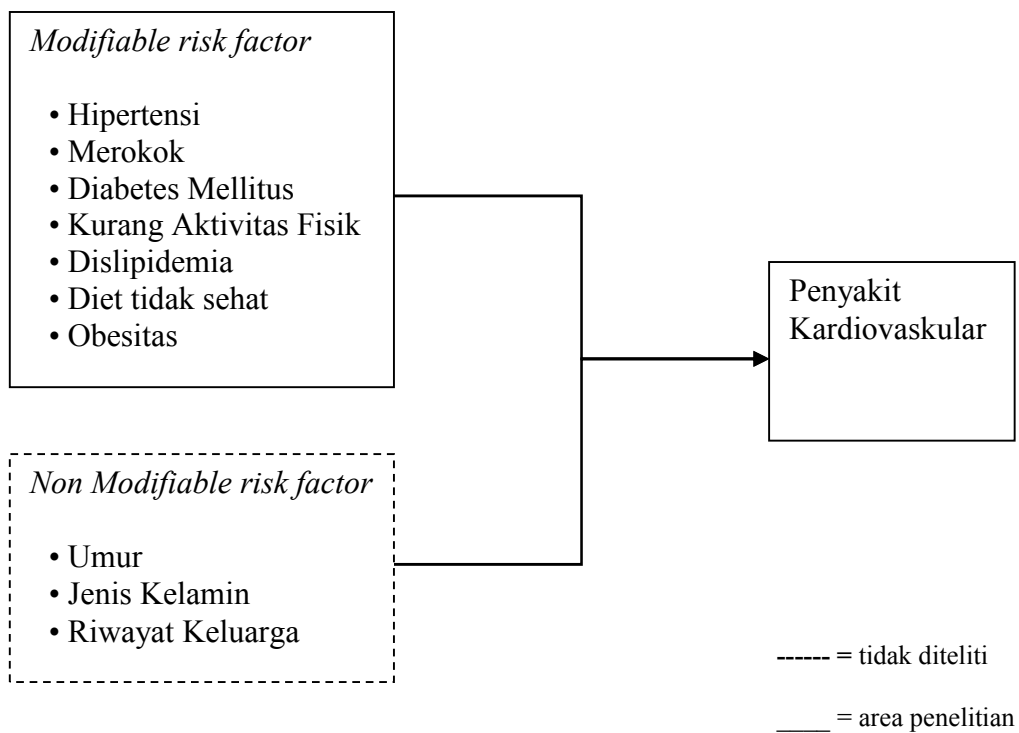 Modifiable risk factor
• Hipertensi
• Merokok
• Diabetes Mellitus
• Kurang Aktivitas Fisik
• Dislipidemia
• Diet tidak sehat
• Obesitas
Penyakit
Kardiovaskular
Non Modifiable risk factor
• Umur
• Jenis Kelamin
• Riwayat Keluarga
------ = tidak diteliti
____ = area penelitian